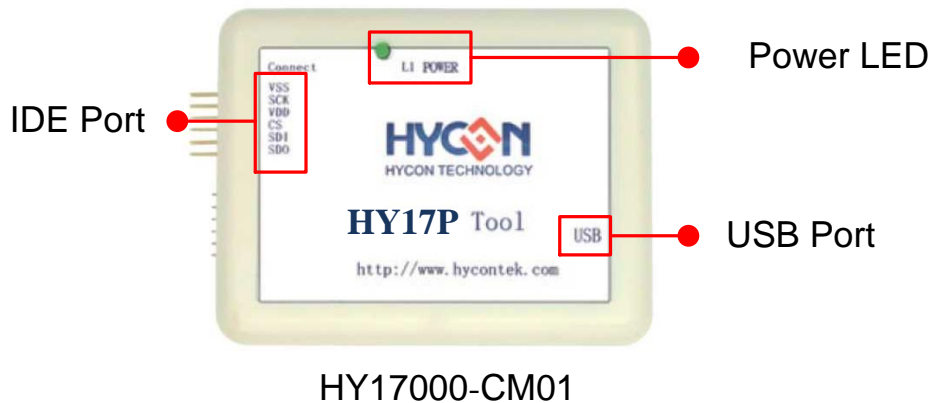 Power LED
Connect
L1 POWER
VSS
SCK
VDD
CS
SDI
SDO
IDE Port
HYCON
HYCON TECHNOLOGY
HY17P Tool
USB
USB Port
http://www.hycontek.com
HY17000-CM01